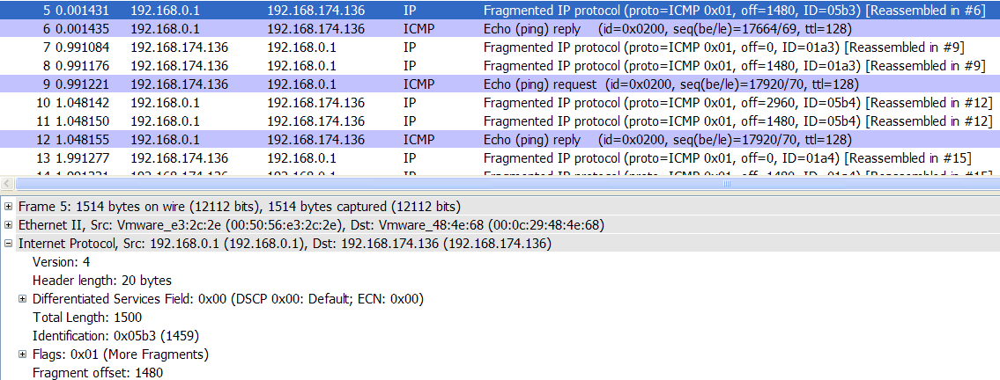 5 0.001431 192.168.0.1 192.168.174.136 IP Fragmented IP protocol (proto=ICMP 0x01, off=1480, ID=05b3) [Reassembled in #6]
6 0.001435 192.168.0.1 192.168.174.136 ICMP Echo (ping) reply (id=0x0200, seq(be/le)=17664/69, ttl=128)
7 0.991084 192.168.174.136 192.168.0.1 IP Fragmented IP protocol (proto=ICMP 0x01, off=0, ID=01a3) [Reassembled in #9]
8 0.991176 192.168.174.136 192.168.0.1 IP Fragmented IP protocol (proto=ICMP 0x01, off=1480, ID=01a3) [Reassembled in #9]
9 0.991221 192.168.174.136 192.168.0.1 ICMP Echo (ping) request (id=0x0200, seq(be/le)=17920/70, ttl=128)
10 1.048142 192.168.0.1 192.168.174.136 IP Fragmented IP protocol (proto=ICMP 0x01, off=2960, ID=05b4) [Reassembled in #12]
11 1.048150 192.168.0.1 192.168.174.136 IP Fragmented IP protocol (proto=ICMP 0x01, off=1480, ID=05b4) [Reassembled in #12]
12 1.048155 192.168.0.1 192.168.174.136 ICMP Echo (ping) reply (id=0x0200, seq(be/le)=17920/70, ttl=128)
13 1.991277 192.168.174.136 192.168.0.1 IP Fragmented IP protocol (proto=ICMP 0x01, off=0, ID=01a4) [Reassembled in #15]
Frame 5: 1514 bytes on wire (12112 bits), 1514 bytes captured (12112 bits)
Ethernet II, Src: Vmware_e3:2c:2e (00:50:56:e3:2c:2e), Dst: Vmware_48:4e:68 (00:0c:29:48:4e:68)
Internet Protocol, Src: 192.168.0.1 (192.168.0.1), Dst: 192.168.174.136 (192.168.174.136)
Version: 4
Header length: 20 bytes
Differentiated Services Field: 0x00 (DSCP 0x00: Default; ECN: 0x00)
Total Length: 1500
Identification: 0x05b3 (1459)
Flags: 0x01 (More Fragments)
Fragment offset: 1480